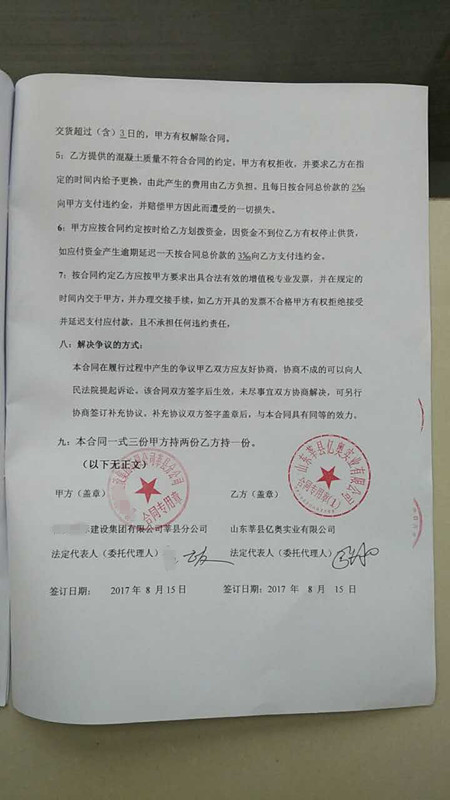 交货超过（含）3日的，甲方有权解除合同。
5；乙方提供的混凝土质量不符合合同的约定，甲方有权拒收，并要求乙方在指
定的时间内给予更换，由此产生的费用由乙方负担。且每日按合同总价款的 2‰
向甲方支付违约金，并赔偿甲方因此而遭受的一切损失。
6；甲方应按合同约定按时给乙方划拨资金，因资金不到位乙方有权停止供货，
如应付资金产生逾期延迟一天按合同总价款的 3‰向乙方支付违约金。
7；按合同约定乙方应按甲方要求出具合法有效的增值税专业发票，并在规定的
时间内交于甲方，并办理交接手续，如乙方开具的发票不合格甲方有权拒绝接受
并延迟支付应付款，且不承担任何违约责任。
八：解决争议的方式：
本合同在履行过程中产生的争议甲乙双方应友好协商，协商不成的可以向人
民法院提起诉讼，该合同双方签字后生效，未尽事宜双方协商解决，可另行
协商签订补充协议。补充协议双方签字盖章后，与本合同具有同等的效力。
九：本合同一式三份甲方持两份乙方持一份。
（以下无正文）
甲方（盖章） 乙方（盖章）
建设集团有限公司莘县分公司 山东莘县亿奥实业有限公司
法定代表人（委托代理人） 法定代表人（委托代理人）
签订日期： 2017 年 8 月 15 日 签订日期：2017 年 8 月 15 日
有限公司莘县分公司
合同专用章
山东莘县亿奥实业有限公司
合同专用章(1)